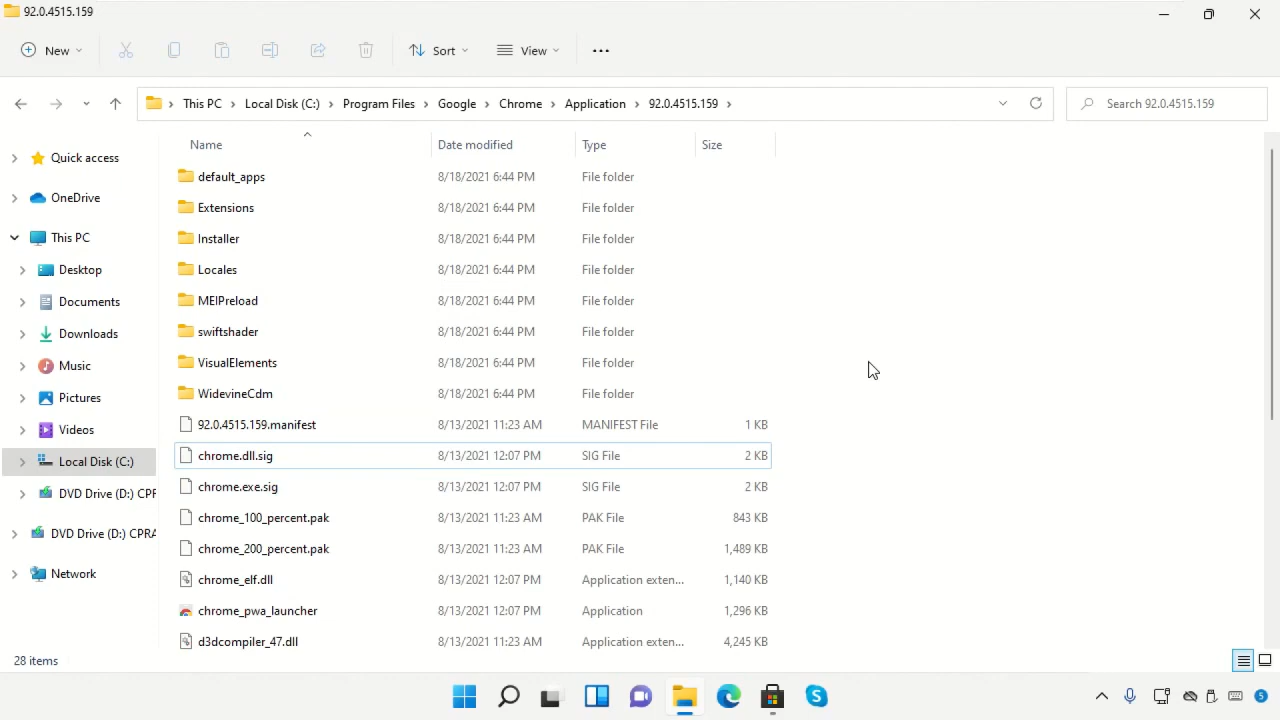 92.0.4515.159
New
Sort
View
This PC
Local Disk (C:)
Program Files
Google
Chrome
Application
92.0.4515.159
Search 92.0.4515.159
Quick access
OneDrive
This PC
Desktop
Documents
Downloads
Music
Pictures
Videos
Local Disk (C:)
DVD Drive (D:) CPR
DVD Drive (D:) CPRA
Network
Name Date modified Type Size
default_apps 8/18/2021 6:44 PM File folder
Extensions 8/18/2021 6:44 PM File folder
Installer 8/18/2021 6:44 PM File folder
Locales 8/18/2021 6:44 PM File folder
MEIPreload 8/18/2021 6:44 PM File folder
swiftshader 8/18/2021 6:44 PM File folder
VisualElements 8/18/2021 6:44 PM File folder
WidevineCdm 8/18/2021 6:44 PM File folder
92.0.4515.159.manifest 8/13/2021 11:23 AM MANIFEST File 1 KB
chrome.dll.sig 8/13/2021 12:07 PM SIG File 2 KB
chrome.exe.sig 8/13/2021 12:07 PM SIG File 2 KB
chrome_100_percent.pak 8/13/2021 11:23 AM PAK File 843 KB
chrome_200_percent.pak 8/13/2021 11:23 AM PAK File 1,489 KB
chrome_elf.dll 8/13/2021 12:07 PM Application exten... 1,140 KB
chrome_pwa_launcher 8/13/2021 12:07 PM Application 1,296 KB
d3dcompiler_47.dll 8/13/2021 11:23 AM Application exten... 4,245 KB
28 items
5